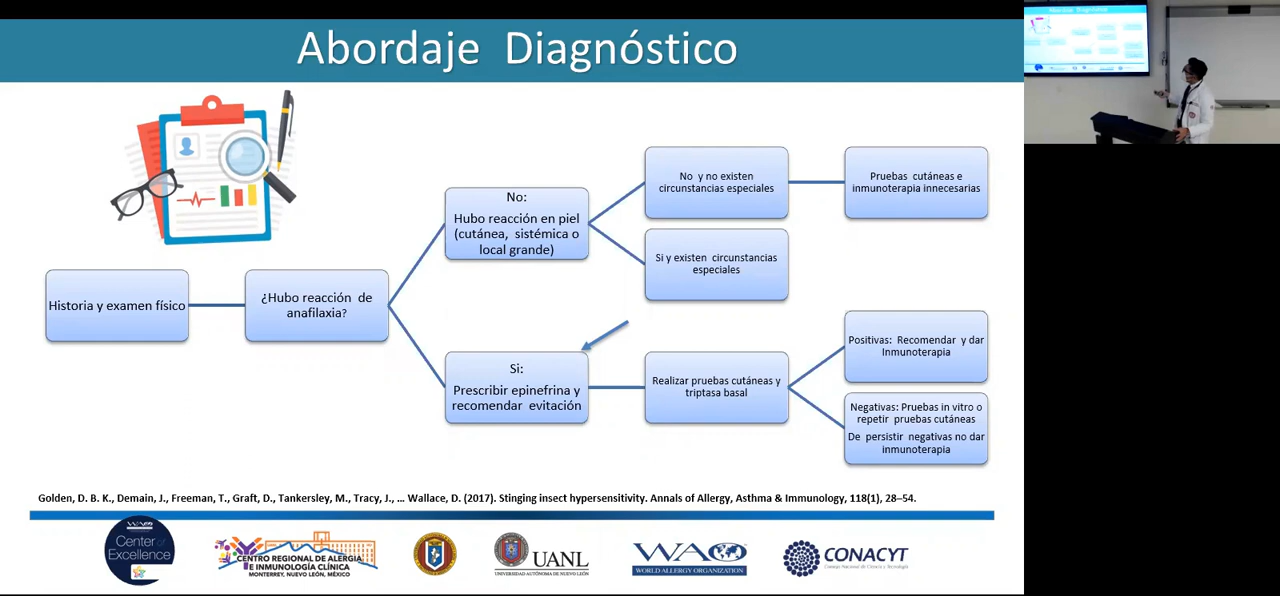 Abordaje Diagnóstico
Historia y examen físico
¿Hubo reacción de
anafilaxia?
No:
Hubo reacción en piel
(cutánea, sistémica o
local grande)
No y no existen
circunstancias especiales
Pruebas cutáneas e
inmunoterapia innecesarias
Si y existen circunstancias
especiales
Si:
Prescribir epinefrina y
recomendar evitación
Realizar pruebas cutáneas y
triptasa basal
Positivas: Recomendar y dar
Inmunoterapia
Negativas: Pruebas in vitro o
repetir pruebas cutáneas
De persistir negativas no dar
inmunoterapia
Golden, D. B. K., Demain, J., Freeman, T., Graft, D., Tankersley, M., Tracy, J., … Wallace, D. (2017). Stinging insect hypersensitivity. Annals of Allergy, Asthma & Immunology, 118(1), 28–54.
Center of
Excellence
CENTRO REGIONAL DE ALERGIA
E INMUNOLOGÍA CLÍNICA
MONTERREY, NUEVO LEÓN, MÉXICO
UANL
UNIVERSIDAD AUTÓNOMA DE NUEVO LEÓN
WAO
WORLD ALLERGY ORGANIZATION
CONACYT
Consejo Nacional de Ciencia y Tecnología